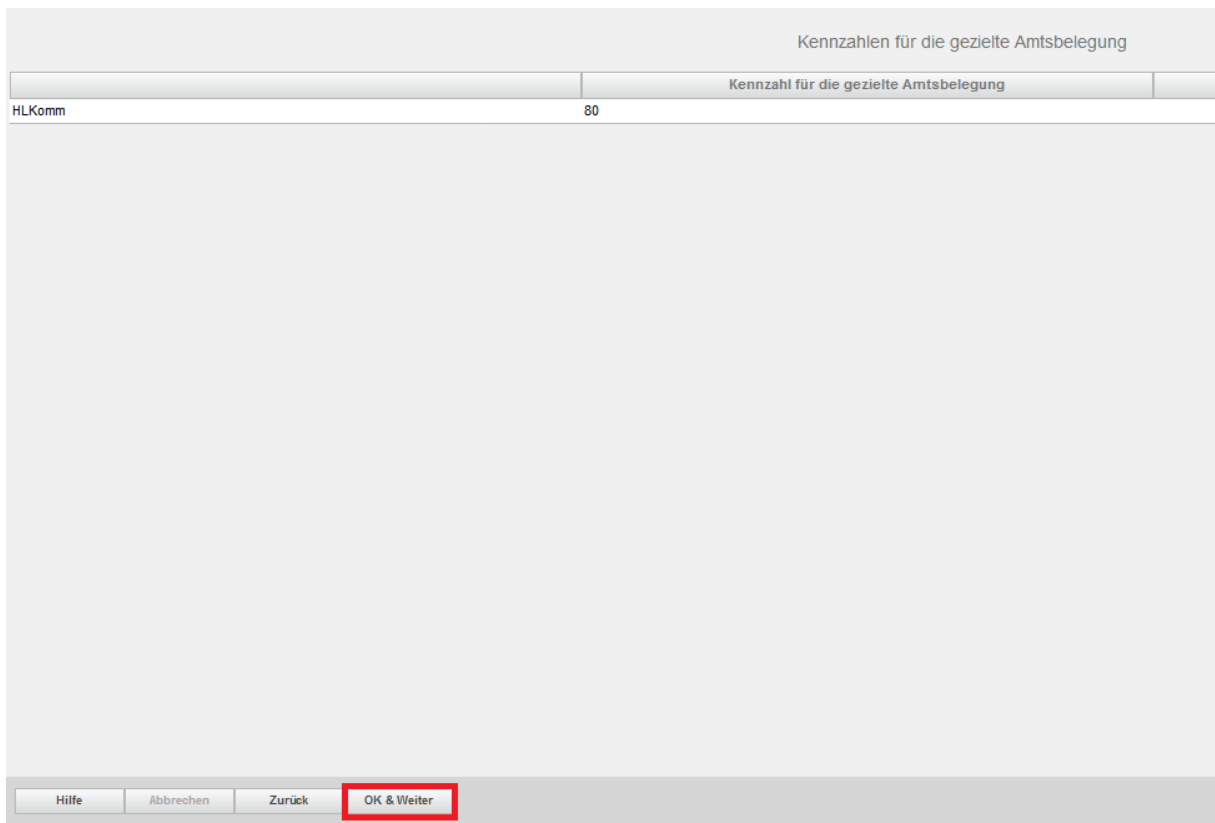 Kennzahlen für die gezielte Amtsbelegung
Kennzahl für die gezielte Amtsbelegung
HLKomm 80
Hilfe Abbrechen Zurück OK & Weiter